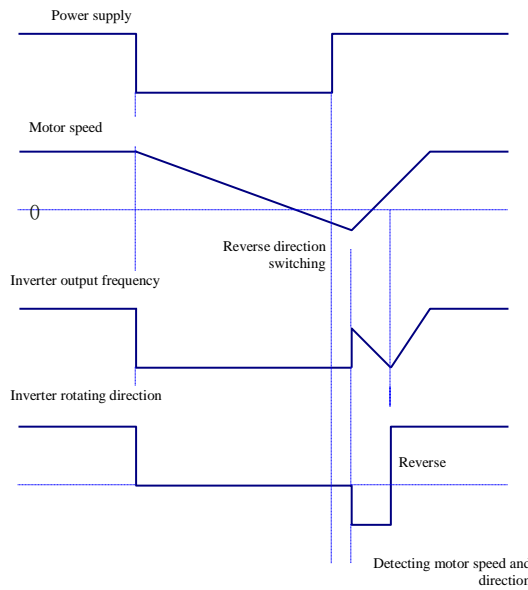 Power supply
Motor speed
0
Reverse direction
switching
Inverter output frequency
Inverter rotating direction
Reverse
Detecting motor speed and
direction